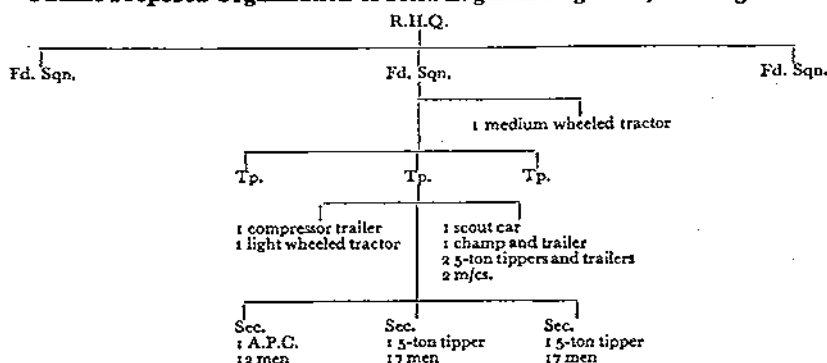 R.H.Q.
Fd. Sqn. Fd. Sqn. Fd. Sqn.
1 medium wheeled tractor
Tp. Tp. Tp.
1 compressor trailer
1 light wheeled tractor
1 scout car
1 champ and trailer
2 5-ton tippers and trailers
2 m/cs.
Sec.
1 A.P.C.
Sec.
1 5-ton tipper
17 men
Sec.
1 5-ton tipper
17 men